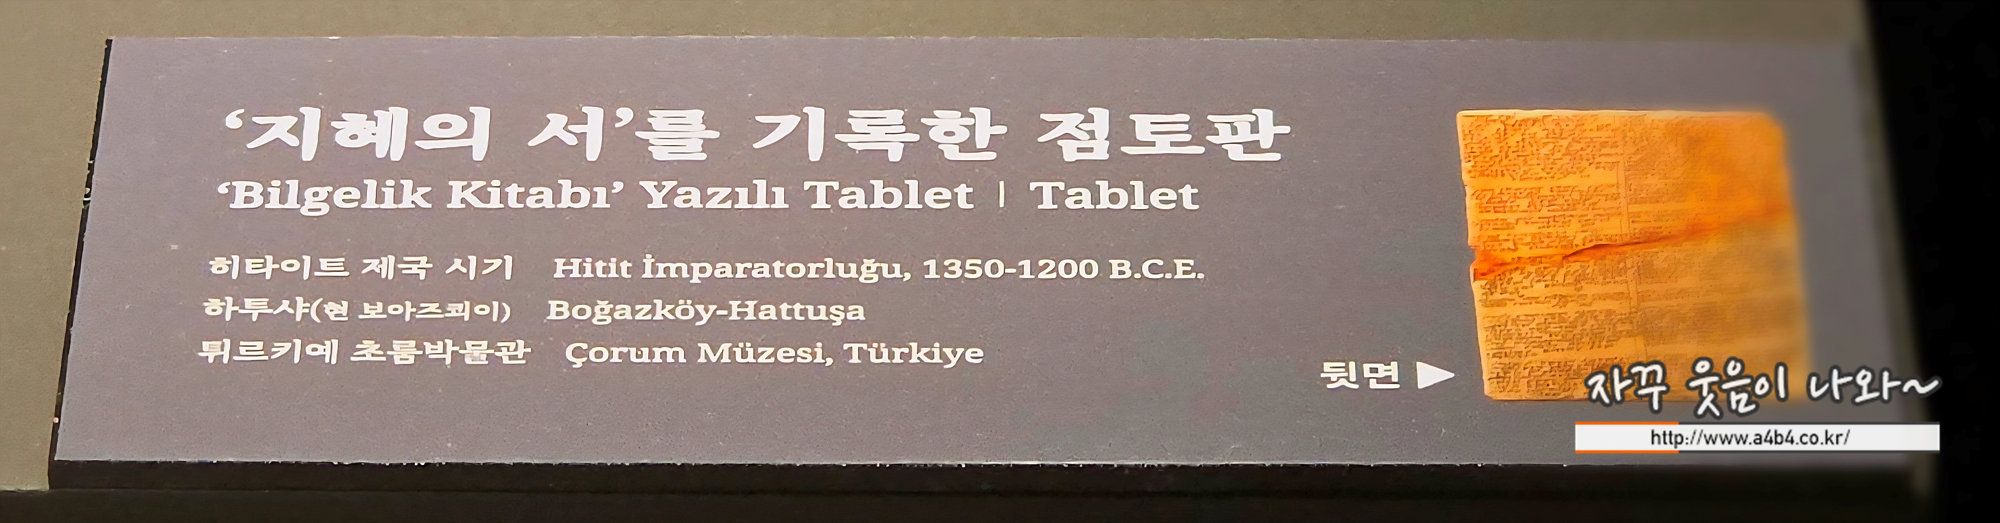 ‘지혜의 서’를 기록한 점토판
‘Bilgelik Kitabı’ Yazılı Tablet | Tablet
히타이트 제국 시기 Hitit İmparatorluğu, 1350-1200 B.C.E.
하투샤(현 보아즈쾨이) Boğazköy-Hattuşa
튀르키예 초룸박물관 Çorum Müzesi, Türkiye
뒷면 ▶
자꾸 웃음이 나와~
http://www.a4b4.co.kr/